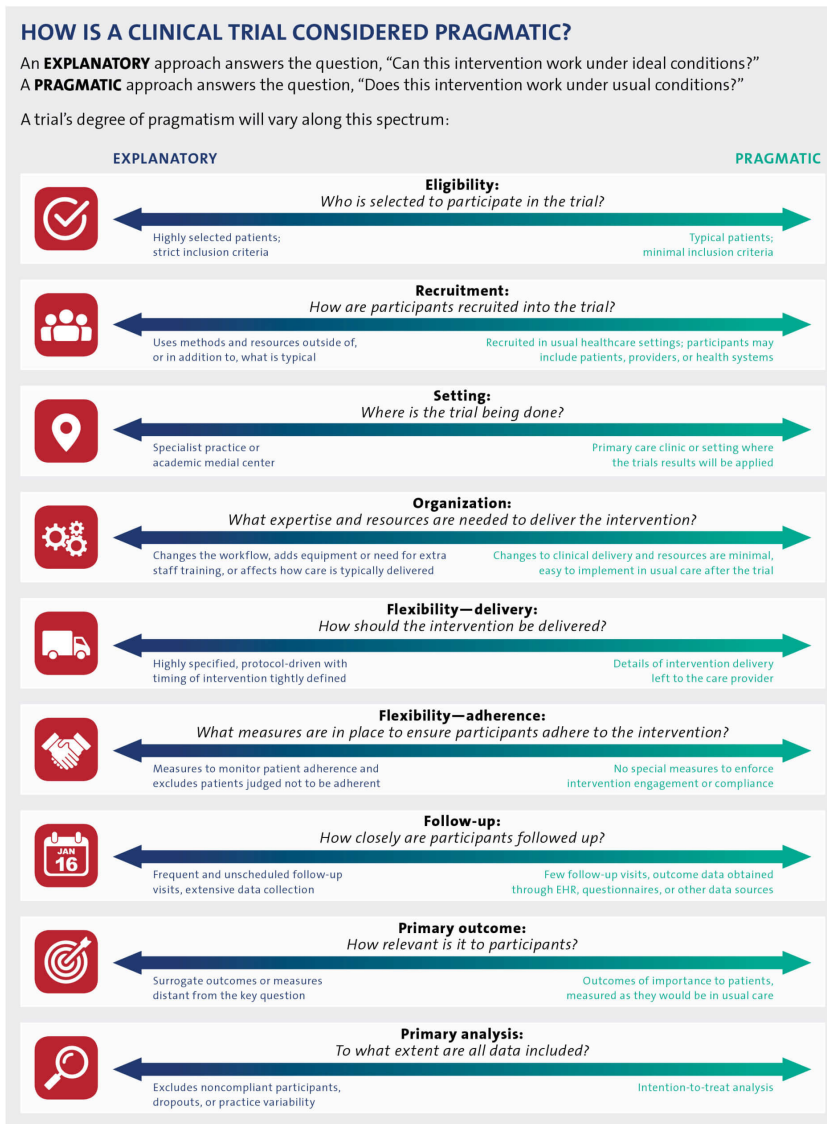 HOW IS A CLINICAL TRIAL CONSIDERED PRAGMATIC?
An EXPLANATORY approach answers the question, “Can this intervention work under ideal conditions?”
A PRAGMATIC approach answers the question, “Does this intervention work under usual conditions?”
A trial’s degree of pragmatism will vary along this spectrum:
EXPLANATORY
PRAGMATIC
Eligibility:
Who is selected to participate in the trial?
Highly selected patients;
strict inclusion criteria
Typical patients;
minimal inclusion criteria
Recruitment:
How are participants recruited into the trial?
Uses methods and resources outside of,
or in addition to, what is typical
Recruited in usual healthcare settings; participants may
include patients, providers, or health systems
Setting:
Where is the trial being done?
Specialist practice or
academic medial center
Primary care clinic or setting where
the trials results will be applied
Organization:
What expertise and resources are needed to deliver the intervention?
Changes the workflow, adds equipment or need for extra
staff training, or affects how care is typically delivered
Changes to clinical delivery and resources are minimal,
easy to implement in usual care after the trial
Flexibility—delivery:
How should the intervention be delivered?
Highly specified, protocol-driven with
timing of intervention tightly defined
Details of intervention delivery
left to the care provider
Flexibility—adherence:
What measures are in place to ensure participants adhere to the intervention?
Measures to monitor patient adherence and
excludes patients judged not to be adherent
No special measures to enforce
intervention engagement or compliance
JAN
16
Follow-up:
How closely are participants followed up?
Frequent and unscheduled follow-up
visits, extensive data collection
Few follow-up visits, outcome data obtained
through EHR, questionnaires, or other data sources
Primary outcome:
How relevant is it to participants?
Surrogate outcomes or measures
distant from the key question
Outcomes of importance to patients,
measured as they would be in usual care
Primary analysis:
To what extent are all data included?
Excludes noncompliant participants,
dropouts, or practice variability
Intention-to-treat analysis